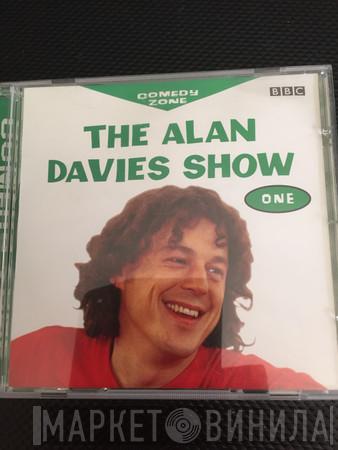 COMEDY
ZONE
BBC
THE ALAN
DAVIES SHOW
ONE
МАРКЕТ ВИНИЛА